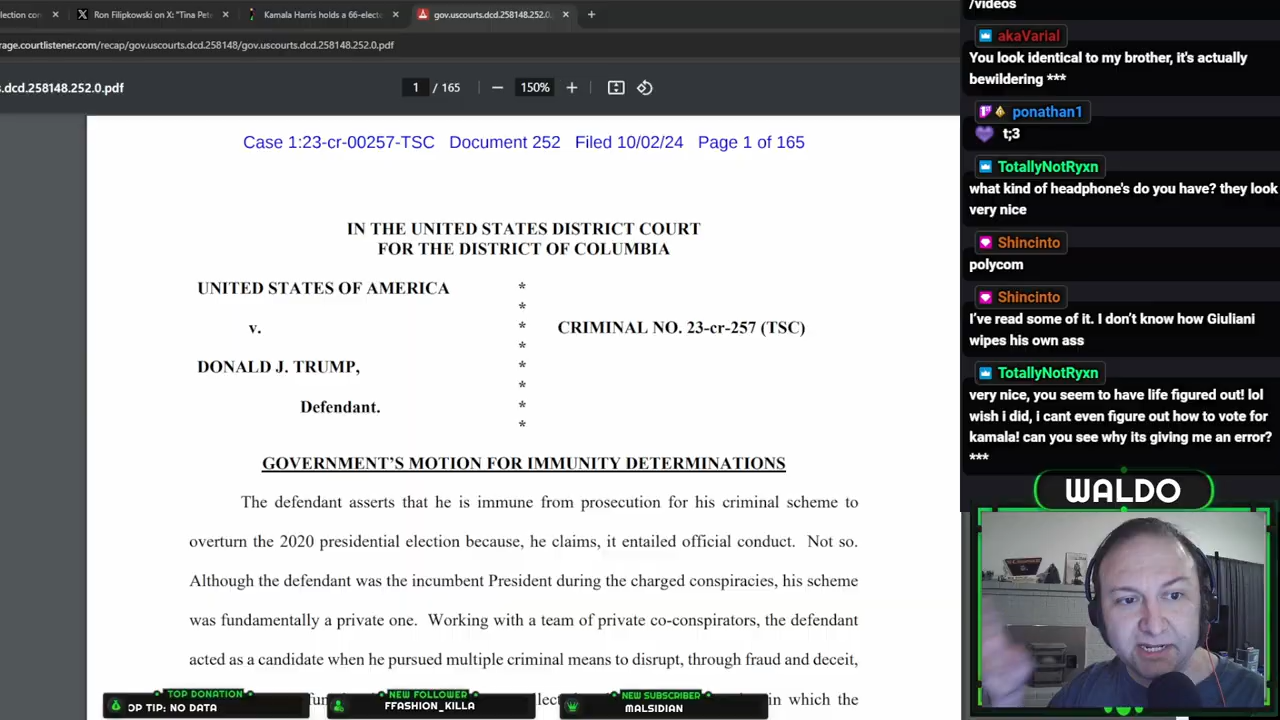 lection con
Ron Filipkowski on X: "Tina Pet
Kamala Harris holds a 66-elect
gov.uscourts.dcd.258148.252.0.
rage.courtlistener.com/recap/gov.uscourts.dcd.258148/gov.uscourts.dcd.258148.252.0.pdf
s.dcd.258148.252.0.pdf
1 / 165
150%
Case 1:23-cr-00257-TSC Document 252 Filed 10/02/24 Page 1 of 165
IN THE UNITED STATES DISTRICT COURT
FOR THE DISTRICT OF COLUMBIA
UNITED STATES OF AMERICA *
*
v. * CRIMINAL NO. 23-cr-257 (TSC)
*
DONALD J. TRUMP, *
*
Defendant. *
*
GOVERNMENT'S MOTION FOR IMMUNITY DETERMINATIONS
The defendant asserts that he is immune from prosecution for his criminal scheme to
overturn the 2020 presidential election because, he claims, it entailed official conduct. Not so.
Although the defendant was the incumbent President during the charged conspiracies, his scheme
was fundamentally a private one. Working with a team of private co-conspirators, the defendant
acted as a candidate when he pursued multiple criminal means to disrupt, through fraud and deceit,
in which the
TOP DONATION
OP TIP: NO DATA
NEW FOLLOWER
FFASHION_KILLA
NEW SUBSCRIBER
MALSIDIAN
/videos
akaVarial
You look identical to my brother, it's actually
bewildering ***
ponathan1
t;3
TotallyNotRyxn
what kind of headphone's do you have? they look
very nice
Shincinto
polycom
Shincinto
I've read some of it. I don't know how Giuliani
wipes his own ass
TotallyNotRyxn
very nice, you seem to have life figured out! lol
wish i did, i cant even figure out how to vote for
kamala! can you see why its giving me an error?
***
WALDO